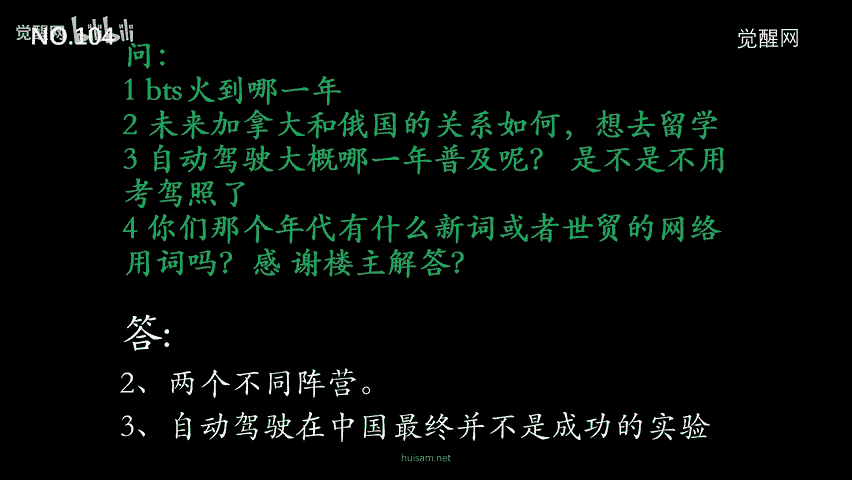 觉醒网 bilibili
NO.104
觉醒网
问：
1 bts火到哪一年
2 未来加拿大和俄国的关系如何，想去留学
3 自动驾驶大概哪一年普及呢？ 是不是不用
考驾照了
4 你们那个年代有什么新词或者世贸的网络
用词吗？ 感 谢楼主解答？
答：
2、两个不同阵营。
3、自动驾驶在中国最终并不是成功的实验
huisam.net